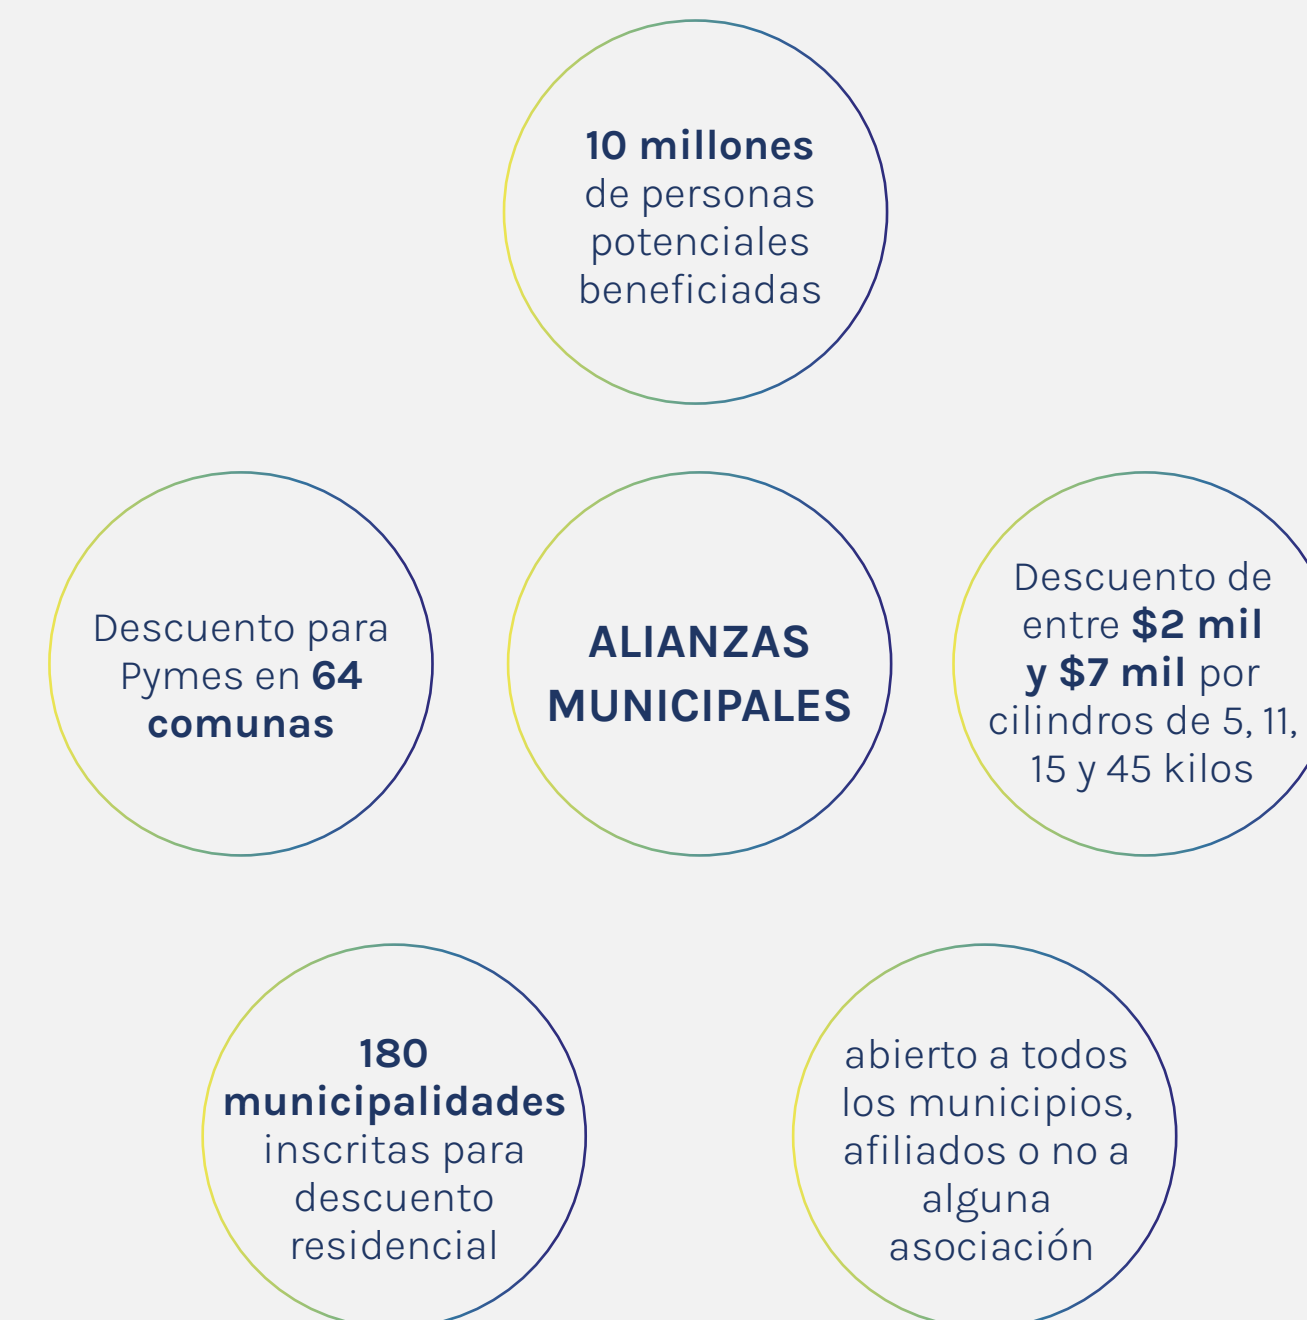 10 millones
de personas
potenciales
beneficiadas
Descuento para
Pymes en 64
comunas
ALIANZAS
MUNICIPALES
Descuento de
entre $2 mil
y $7 mil por
cilindros de 5, 11,
15 y 45 kilos
180
municipalidades
inscritas para
descuento
residencial
abierto a todos
los municipios,
afiliados o no a
alguna
asociación